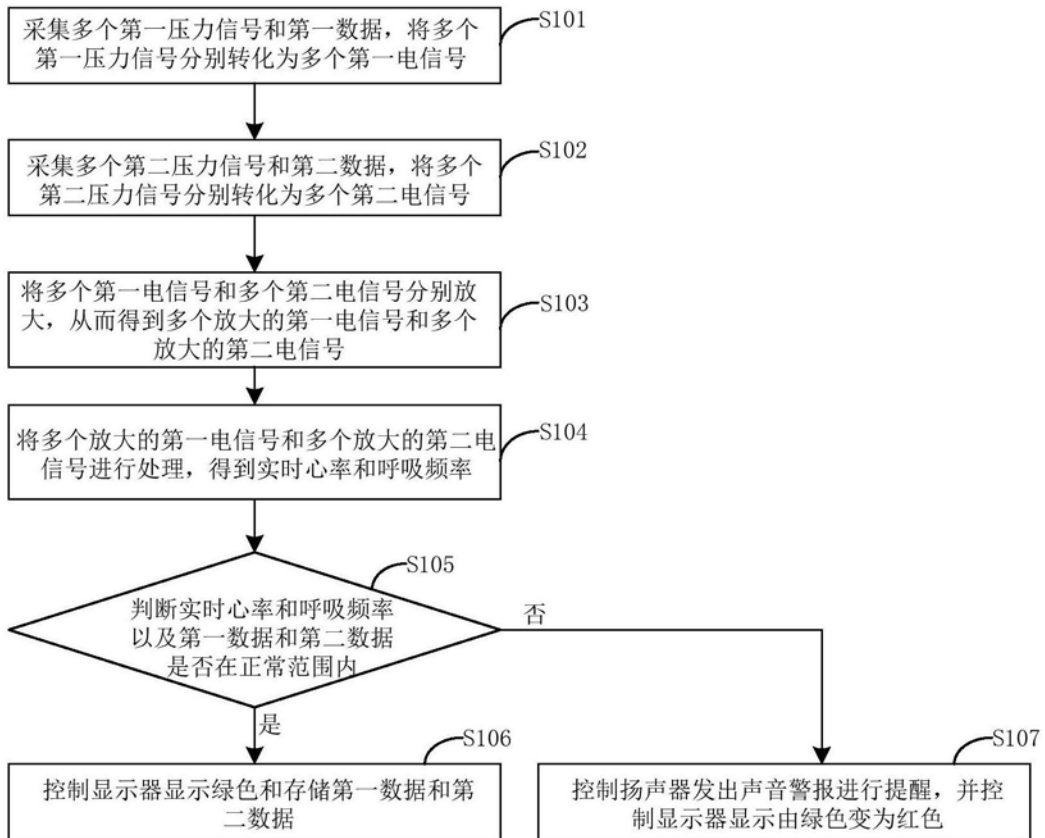 采集多个第一压力信号和第一数据，将多个
第一压力信号分别转化为多个第一电信号
S101
采集多个第二压力信号和第二数据，将多个
第二压力信号分别转化为多个第二电信号
S102
将多个第一电信号和多个第二电信号分别放
大，从而得到多个放大的第一电信号和多个
放大的第二电信号
S103
将多个放大的第一电信号和多个放大的第二电
信号进行处理，得到实时心率和呼吸频率
S104
S105
判断实时心率和呼吸频率
以及第一数据和第二数据
是否在正常范围内
否
是
S106
控制显示器显示绿色和存储第一数据和第
二数据
S107
控制扬声器发出声音警报进行提醒，并控
制显示器显示由绿色变为红色